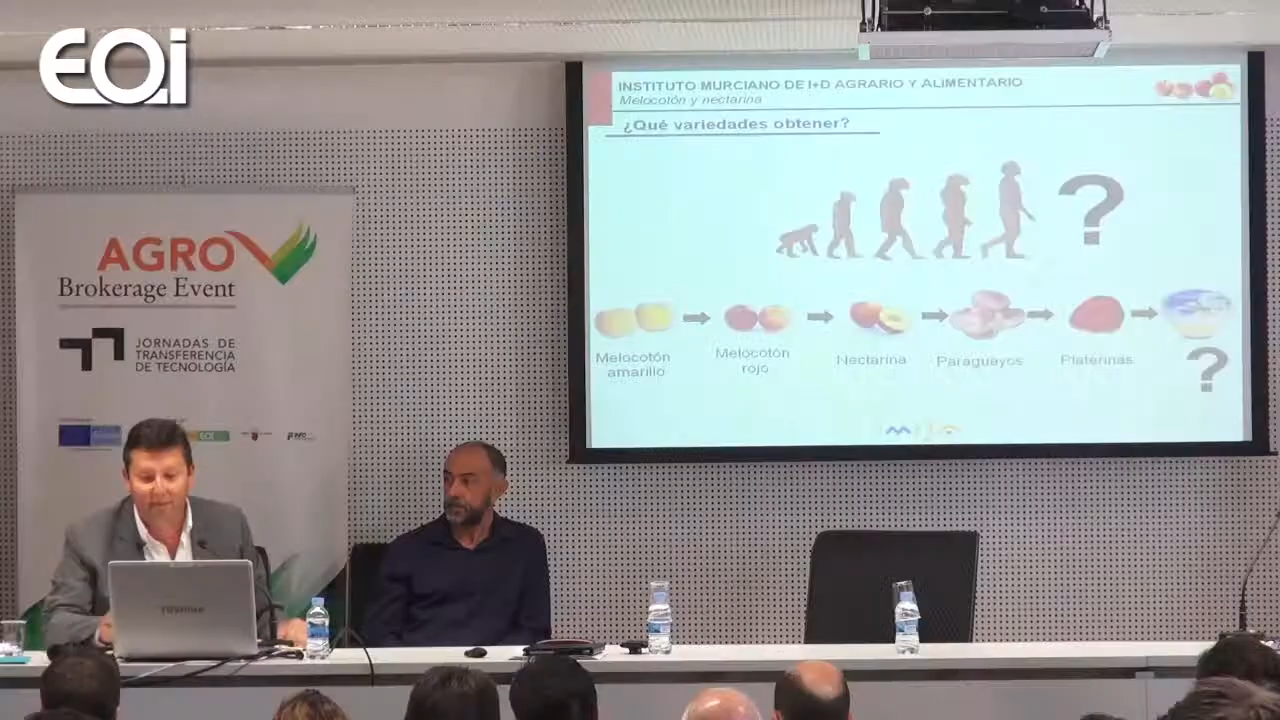 EOi
INSTITUTO MURCIANO DE I+D AGRARIO Y ALIMENTARIO
Melocotón y nectarina
¿Qué variedades obtener?
?
Melocotón
amarillo
Melocotón
rojo
Nectarina
Paraguayos
Platerinas
?
AGRO
Brokerage Event
JORNADAS DE
TRANSFERENCIA
DE TECNOLOGÍA
EOI
TOSHIBA